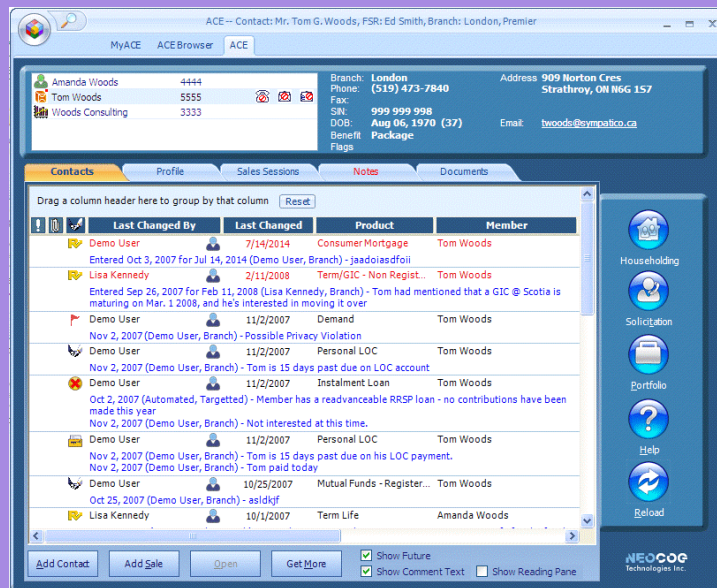 ACE -- Contact: Mr. Tom G. Woods, FSR: Ed Smith, Branch: London, Premier
MyACE ACE Browser ACE
Amanda Woods 4444
Tom Woods 5555
Woods Consulting 3333
Branch: London
Phone: (519) 473-7840
Fax:
SIN: 999 999 998
DOB: Aug 06, 1970 (37)
Benefit Package
Flags
Address 909 Norton Cres
Strathroy, ON N6G 1S7
Email: twoods@sympatico.ca
Contacts Profile Sales Sessions Notes Documents
Drag a column header here to group by that column Reset
Last Changed By Last Changed Product Member
Demo User 7/14/2014 Consumer Mortgage Tom Woods
Entered Oct 3, 2007 for Jul 14, 2014 (Demo User, Branch) - jaadoiasdfoii
Lisa Kennedy 2/11/2008 Term/GIC - Non Regist... Tom Woods
Entered Sep 26, 2007 for Feb 11, 2008 (Lisa Kennedy, Branch) - Tom had mentioned that a GIC @ Scotia is
maturing on Mar. 1 2008, and he's interested in moving it over
Demo User 11/2/2007 Demand Tom Woods
Nov 2, 2007 (Demo User, Branch) - Possible Privacy Violation
Demo User 11/2/2007 Personal LOC Tom Woods
Nov 2, 2007 (Demo User, Branch) - Tom is 15 days past due on LOC account
Demo User 11/2/2007 Instalment Loan Tom Woods
Oct 2, 2007 (Automated, Targetted) - Member has a readvanceable RRSP loan - no contributions have been
made this year
Nov 2, 2007 (Demo User, Branch) - Not interested at this time.
Demo User 11/2/2007 Personal LOC Tom Woods
Nov 2, 2007 (Demo User, Branch) - Tom is 15 days past due on his LOC payment.
Nov 2, 2007 (Demo User, Branch) - Tom paid today
Demo User 10/25/2007 Mutual Funds - Register... Tom Woods
Oct 25, 2007 (Demo User, Branch) - asldkjf
Lisa Kennedy 10/1/2007 Term Life Amanda Woods
Householding
Solicitation
Portfolio
Help
Reload
Add Contact Add Sale Open Get More
Show Future
Show Comment Text Show Reading Pane
NEOCOG
Technologies Inc.